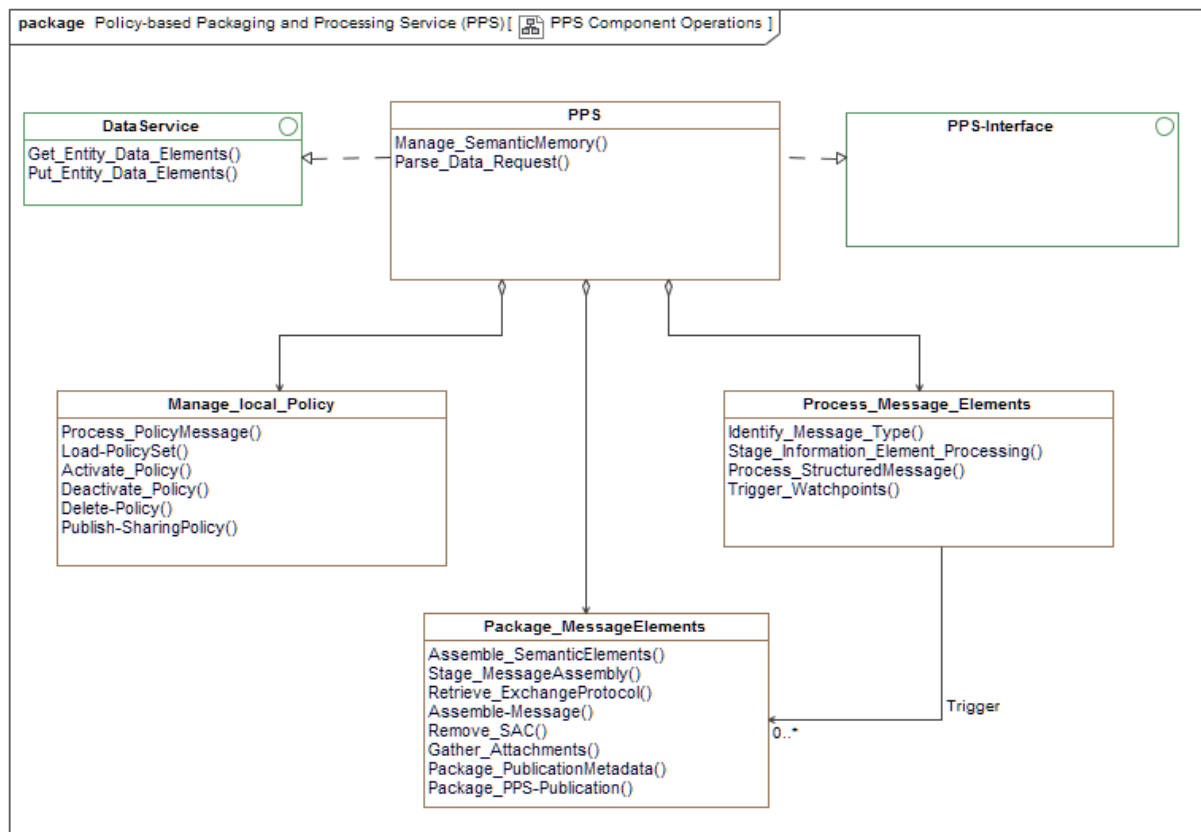 package Policy-based Packaging and Processing Service (PPS)[ PPS Component Operations ]
DataService
Get_Entity_Data_Elements()
Put_Entity_Data_Elements()
PPS
Manage_SemanticMemory()
Parse_Data_Request()
PPS-Interface
Manage_local_Policy
Process_PolicyMessage()
Load-PolicySet()
Activate_Policy()
Deactivate_Policy()
Delete-Policy()
Publish-SharingPolicy()
Process_Message_Elements
Identify_Message_Type()
Stage_Information_Element_Processing()
Process_StructuredMessage()
Trigger_Watchpoints()
Package_MessageElements
Assemble_SemanticElements()
Stage_MessageAssembly()
Retrieve_ExchangeProtocol()
Assemble-Message()
Remove_SAC()
Gather_Attachments()
Package_PublicationMetadata()
Package_PPS-Publication()
Trigger
0..*